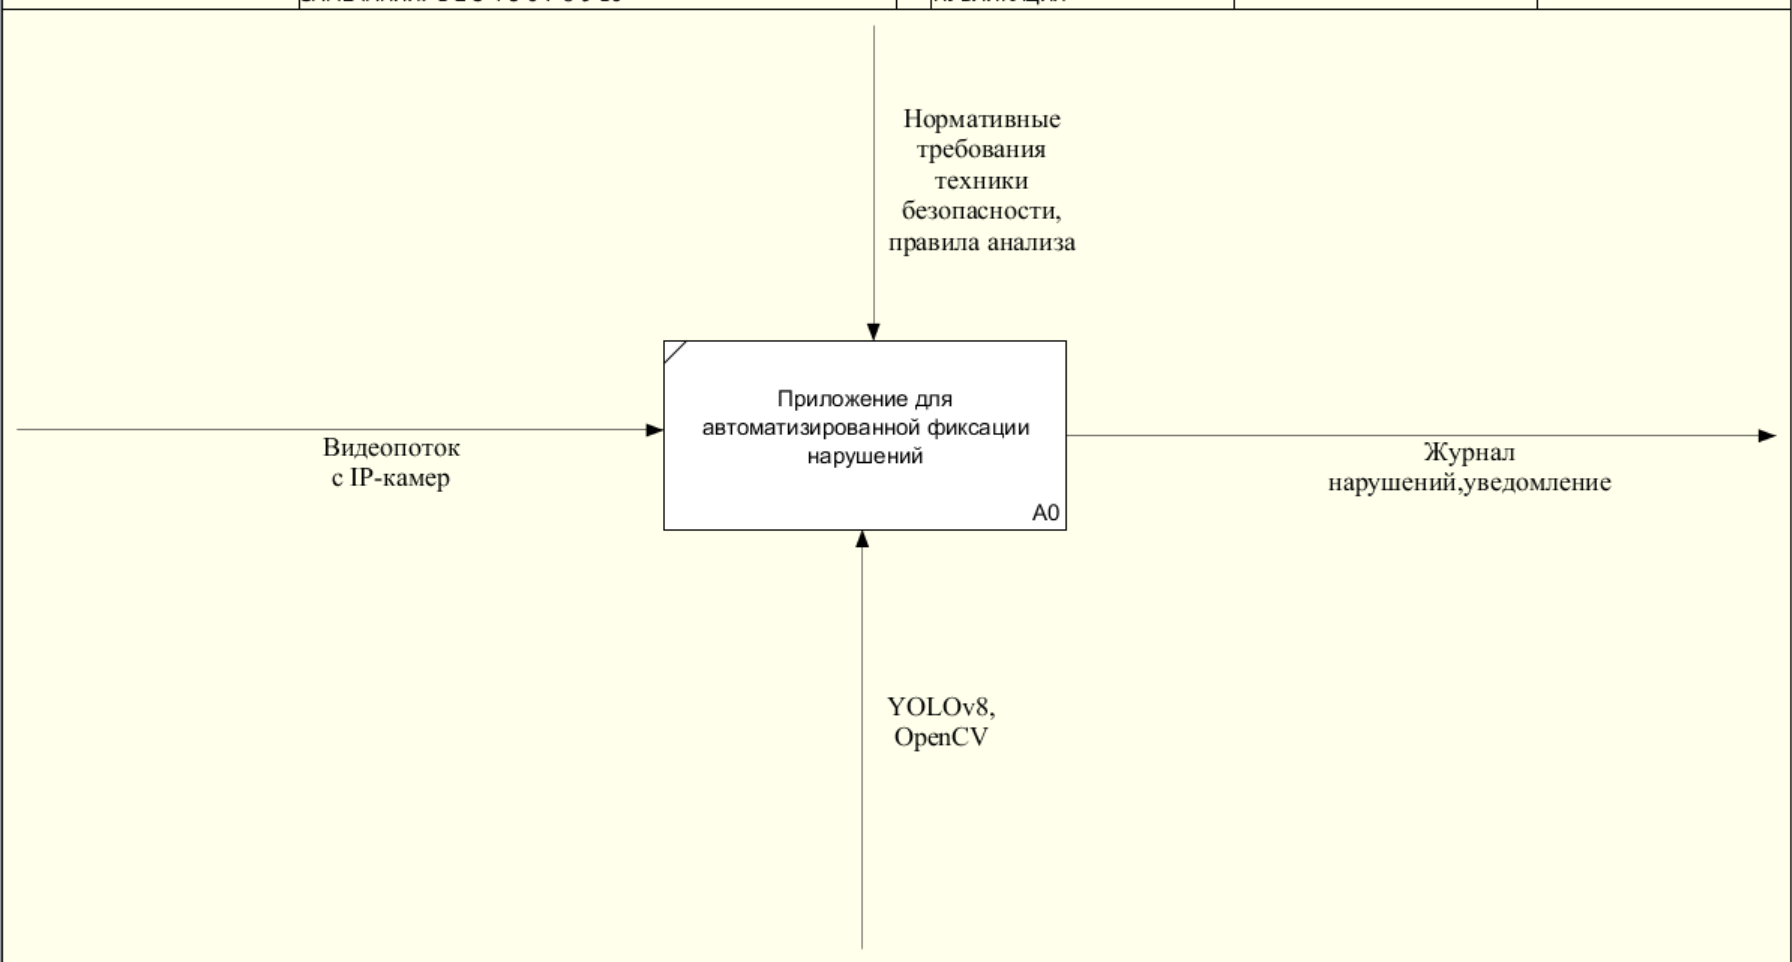 Нормативные
требования
техники
безопасности,
правила анализа
Приложение для
автоматизированной фиксации
нарушений
A0
Видеопоток
с IP-камер
Журнал
нарушений,уведомление
YOLOv8,
OpenCV